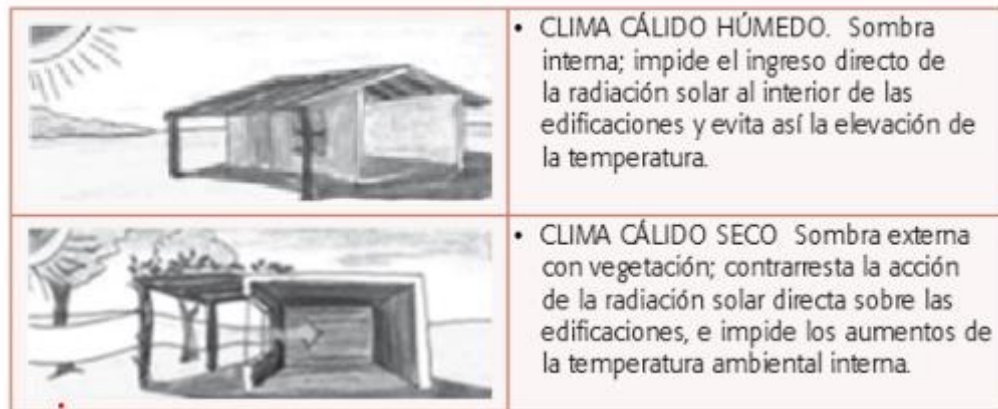 • CLIMA CÁLIDO HÚMEDO. Sombra
interna; impide el ingreso directo de
la radiación solar al interior de las
edificaciones y evita así la elevación de
la temperatura.
• CLIMA CÁLIDO SECO Sombra externa
con vegetación; contrarresta la acción
de la radiación solar directa sobre las
edificaciones, e impide los aumentos de
la temperatura ambiental interna.